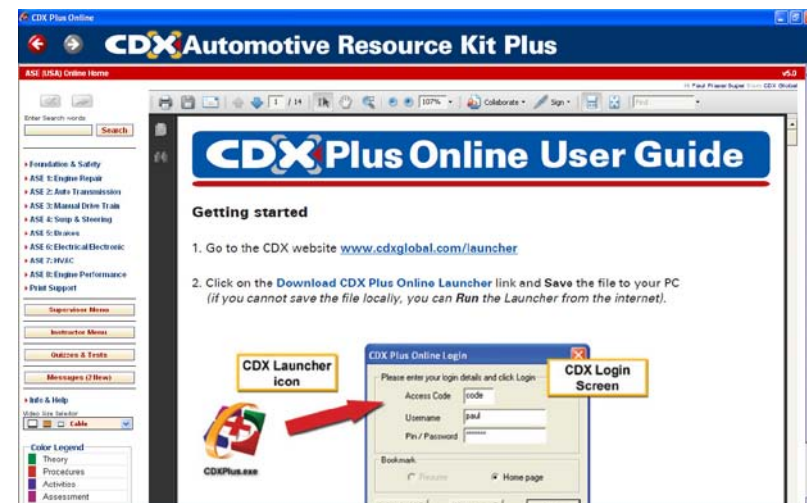 CDX Plus Online
CDX Automotive Resource Kit Plus
ASE (USA) Online Home
v5.0
Hi Paul Fraser Super from CDX Global
Enter Search words
Search
1 / 14
107%
Collaborate
Sign
Find
Foundation & Safety
ASE 1: Engine Repair
ASE 2: Auto Transmission
ASE 3: Manual Drive Train
ASE 4: Susp & Steering
ASE 5: Brakes
ASE 6: Electrical Electronic
ASE 7: HVAC
ASE 8: Engine Performance
Print Support
Supervisor Menu
Instructor Menu
Quizzes & Tests
Messages (2 New)
Info & Help
Video Size Selector
Cable
Color Legend
Theory
Procedures
Activities
Assessment
CDX Plus Online User Guide
Getting started
1. Go to the CDX website www.cdxglobal.com/launcher
2. Click on the Download CDX Plus Online Launcher link and Save the file to your PC
(if you cannot save the file locally, you can Run the Launcher from the internet).
CDX Launcher
icon
CDXPlus.exe
CDX Plus Online Login
CDX Login
Screen
Please enter your login details and click Login
Access Code
code
Username
paul
Pin / Password
Bookmark
Resume
Home page